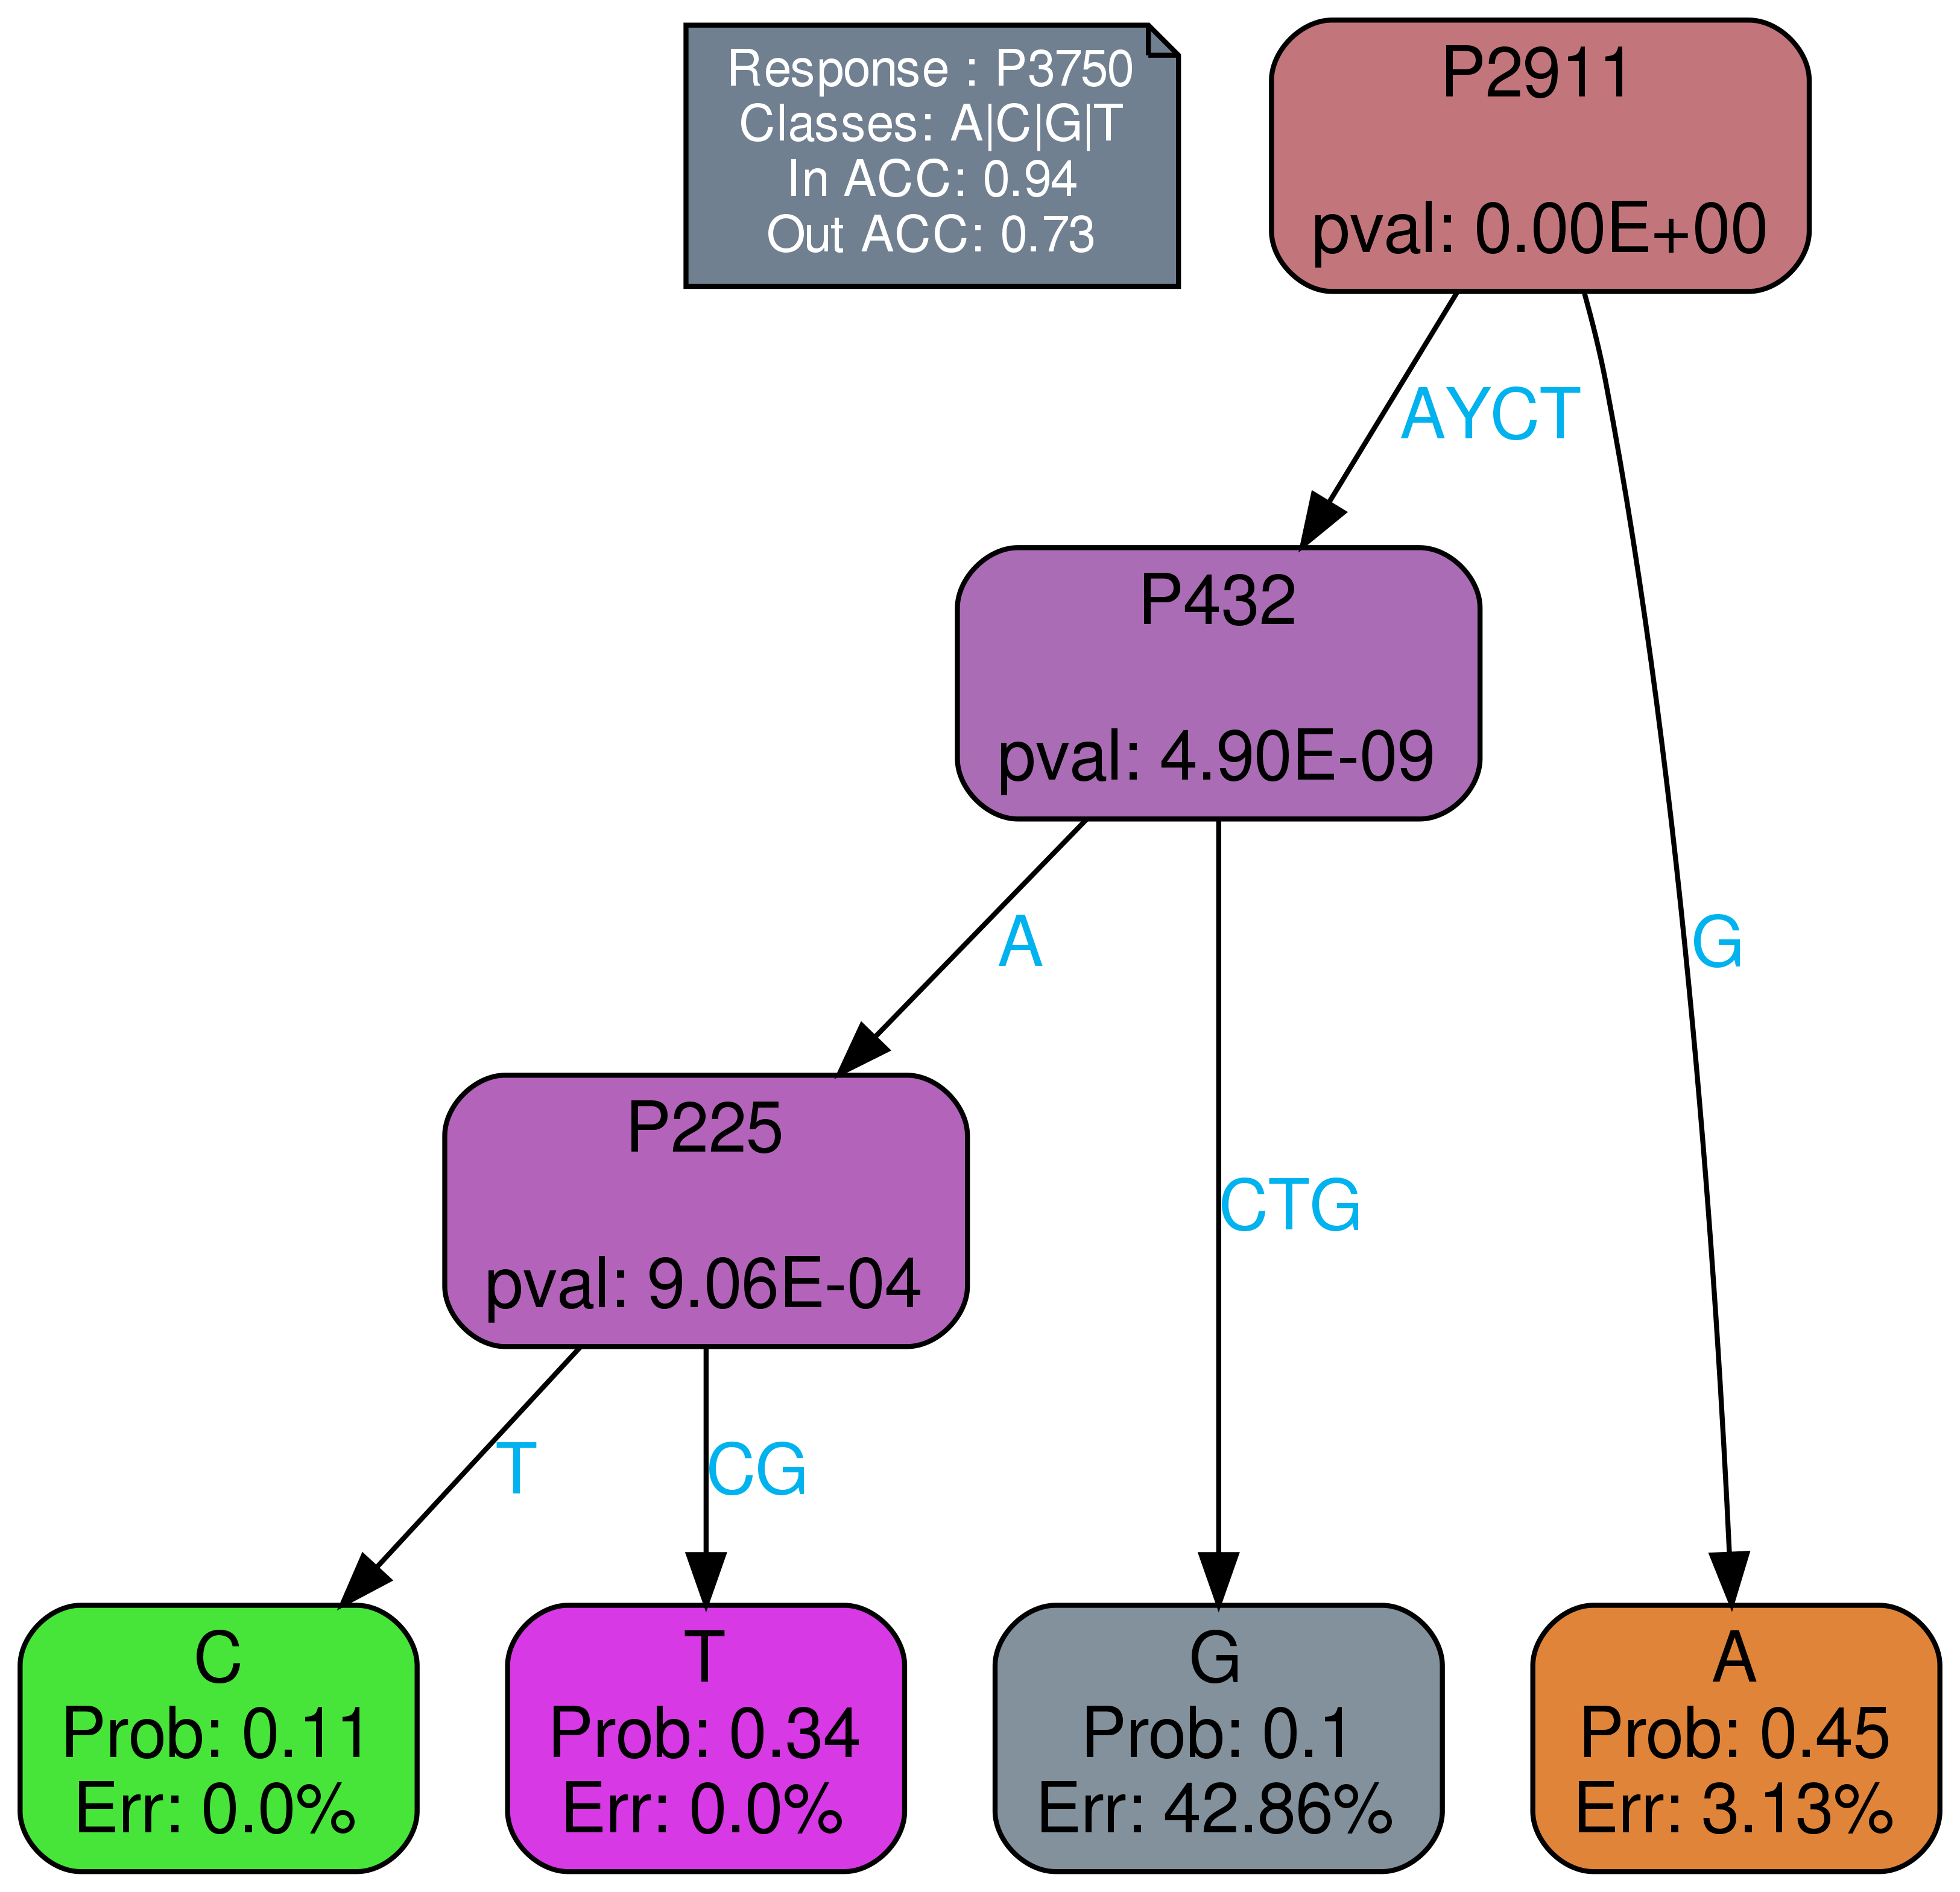 Response : P3750
Classes: A|C|G|T
In ACC: 0.94
Out ACC: 0.73
P2911
pval: 0.00E+00
AYCT
P432
pval: 4.90E-09
A
G
P225
pval: 9.06E-04
CTG
T
CG
C
Prob: 0.11
Err: 0.0%
T
Prob: 0.34
Err: 0.0%
G
Prob: 0.1
Err: 42.86%
A
Prob: 0.45
Err: 3.13%